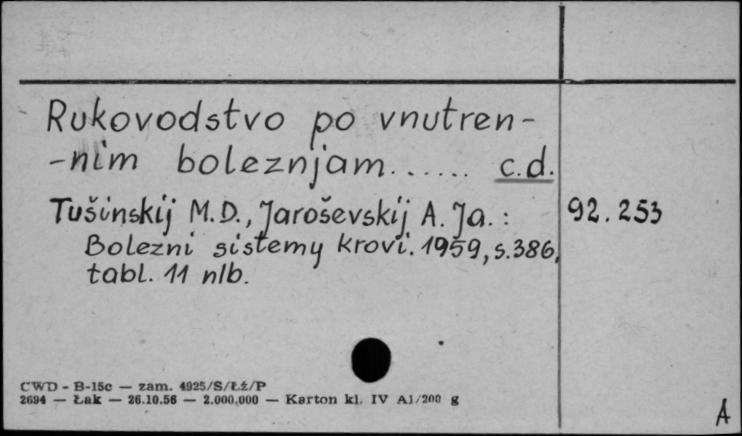 Rukovodstvo po vnutren-
-nim boleznjam....... c.d.
Tušinskij M.D., Jaroševskij A. Ja. : 92.253
Bolezni sistemy krovi. 1959, s.386,
tabl. 11 nlb.
CWD - B-15c — zam. 4925/S/Łż/P
2694 — Łak — 26.10.56 — 2.000.000 — Karton kl. IV A1/200 g
A